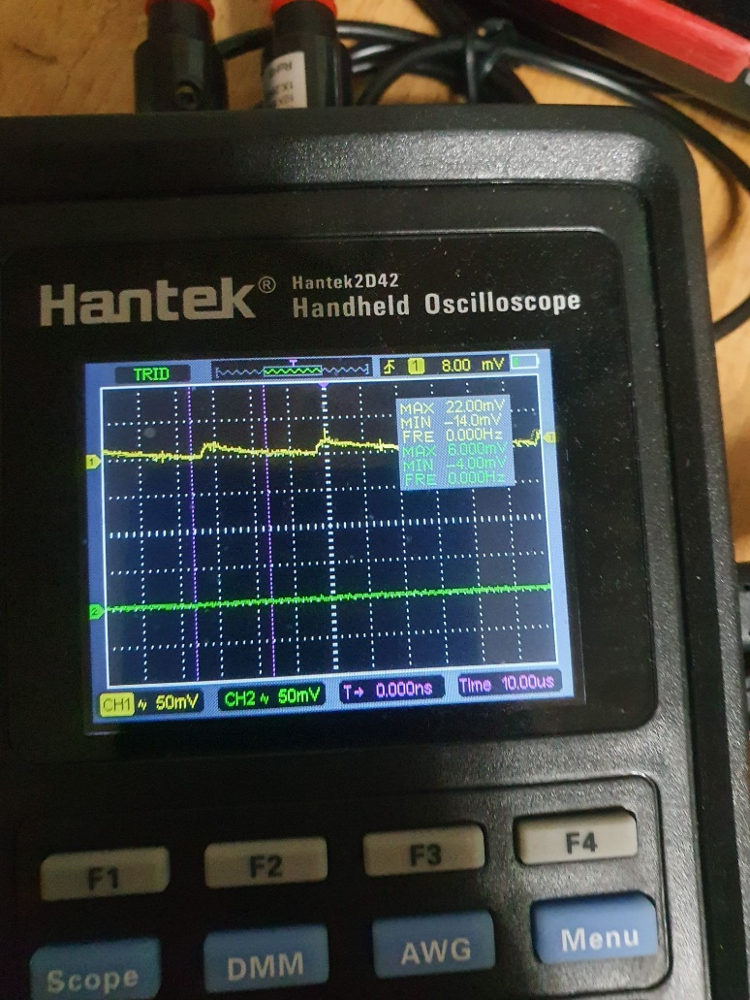 Hantek®
Hantek2D42
Handheld Oscilloscope
TRID
T
1 8.00 mV
MAX 22.00mV
MIN -14.0mV
FRE 0.000Hz
MAX 6.000mV
MIN -4.00mV
FRE 0.000Hz
1
2
CH1 50mV
CH2 50mV
T→ 0.000ns
Time 10.00us
F1
F2
F3
F4
Scope
DMM
AWG
Menu